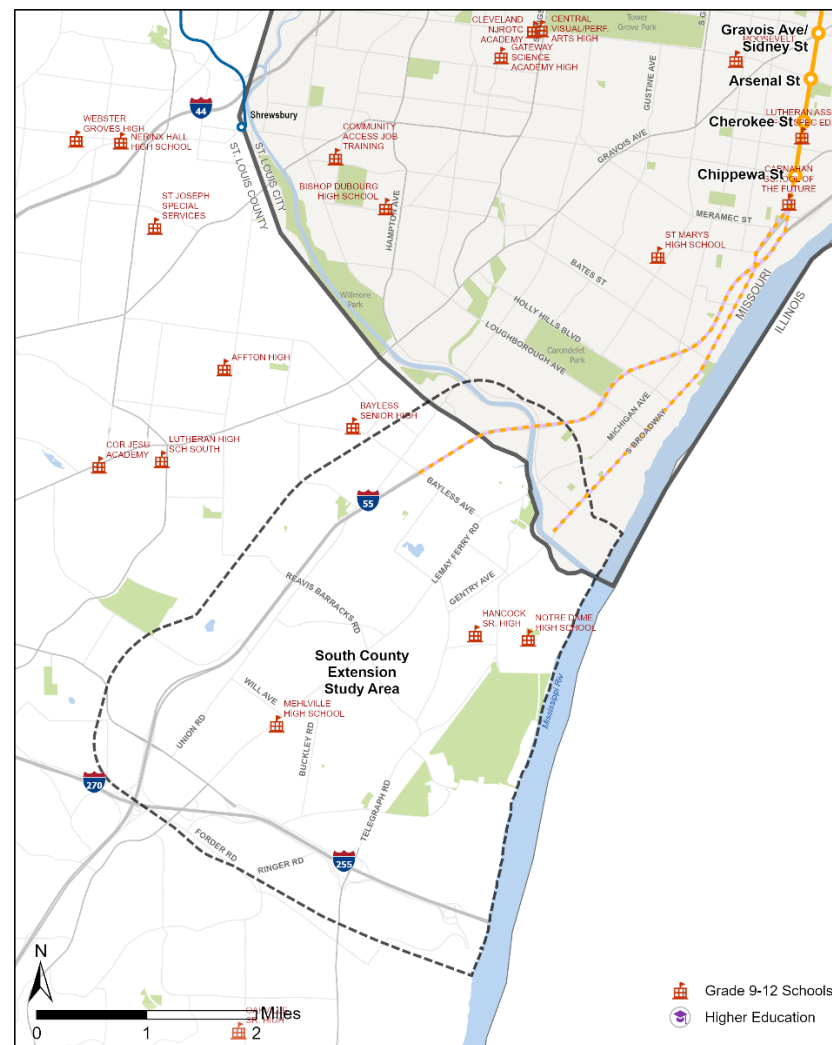 CLEVELAND
NJROTC
ACADEMY
CENTRAL
VISUAL/PERF.
ARTS HIGH
GATEWAY
SCIENCE
ACADEMY HIGH
Tower
Grove Park
GUSTINE AVE
GRAVOIS AVE
Gravois Ave/
Sidney St
ROOSEVELT
Arsenal St
Cherokee St
LUTHERAN ASS
SPEC ED
Chippewa St
CARNAHAN
SCHOOL OF
THE FUTURE
MERAMEC ST
WEBSTER
GROVES HIGH
NERINX HALL
HIGH SCHOOL
44
Shrewsbury
ST. LOUIS CITY
ST. LOUIS COUNTY
COMMUNITY
ACCESS JOB
TRAINING
BISHOP DUBOURG
HIGH SCHOOL
HAMPTON AVE
ST JOSEPH
SPECIAL
SERVICES
ST MARYS
HIGH SCHOOL
BATES ST
MISSOURI
ILLINOIS
Willmore
Park
HOLLY HILLS BLVD
LOUGHBOROUGH AVE
Carondelet
Park
MICHIGAN AVE
S BROADWAY
AFFTON HIGH
BAYLESS
SENIOR HIGH
COR JESU
ACADEMY
LUTHERAN HIGH
SCH SOUTH
55
BAYLESS AVE
LEMAY FERRY RD
GENTRY AVE
REAVIS BARRACKS RD
HANCOCK
SR. HIGH
NOTRE DAME
HIGH SCHOOL
South County
Extension
Study Area
Mississippi Riv
WILL AVE
MEHLVILLE
HIGH SCHOOL
UNION RD
BUCKLEY RD
TELEGRAPH RD
270
255
FORDER RD
RINGER RD
N
SR. HIGH
Miles
0 1 2
Grade 9-12 Schools
Higher Education